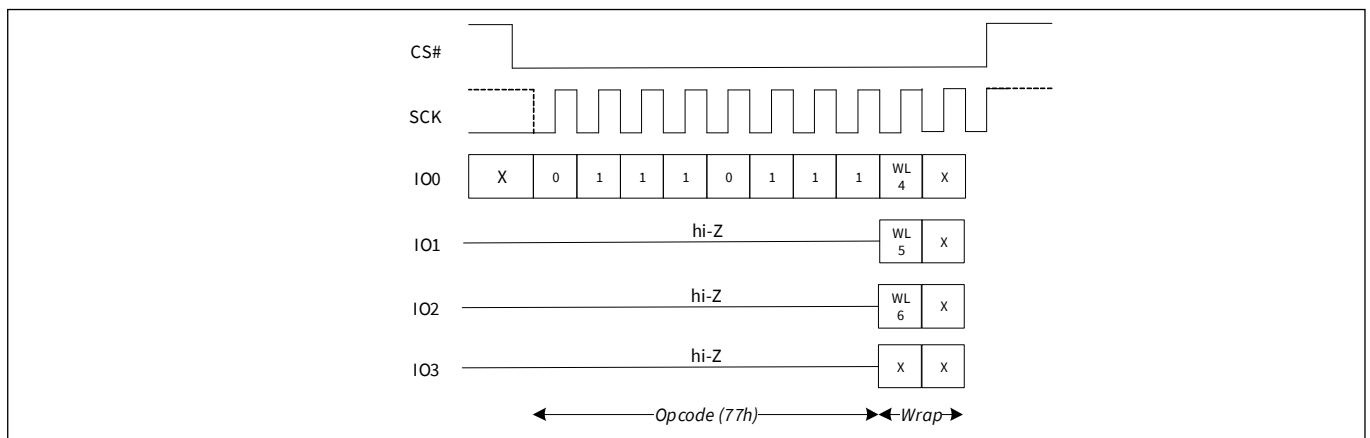 CS#
SCK
IO0 X 0 1 1 1 0 1 1 1 WL 4 X
hi-Z
IO1 WL 5 X
hi-Z
IO2 WL 6 X
hi-Z
IO3 X X
Opcode (77h) Wrap